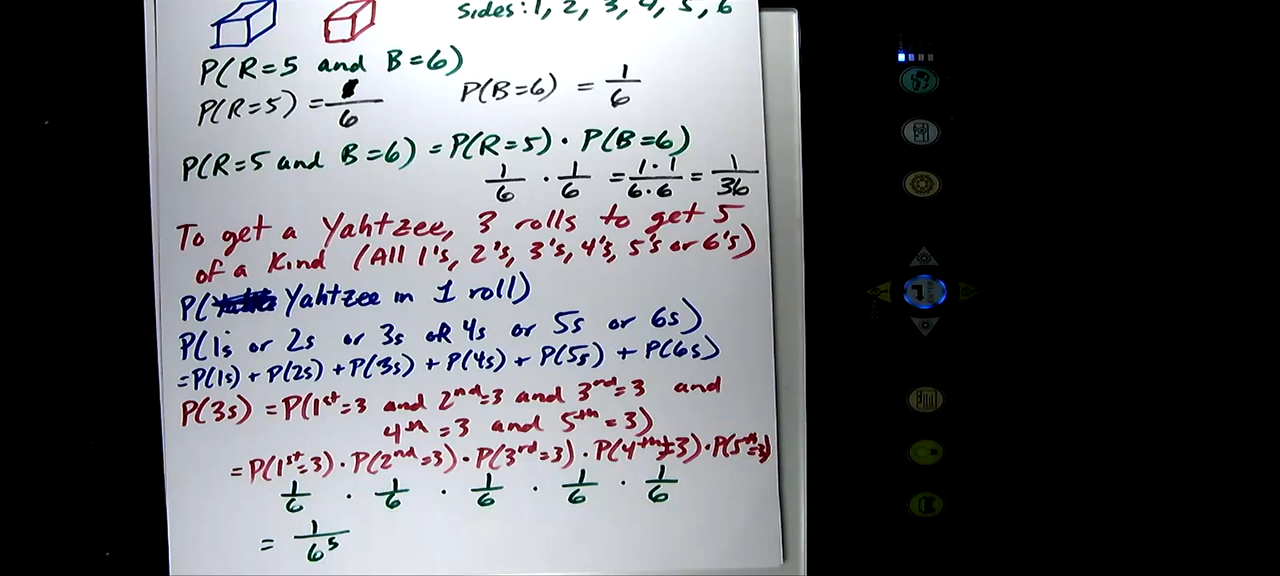 Sides: 1, 2, 3, 4, 5, 6
P(R=5 and B=6)
P(R=5) = 1/6 P(B=6) = 1/6
P(R=5 and B=6) = P(R=5) · P(B=6)
1/6 · 1/6 = 1·1/6·6 = 1/36
To get a Yahtzee, 3 rolls to get 5
of a Kind (All 1's, 2's, 3's, 4's, 5's or 6's)
P( Yahtzee in 1 roll)
P(1s or 2s or 3s or 4s or 5s or 6s)
=P(1s) + P(2s) + P(3s) + P(4s) + P(5s) + P(6s)
P(3s) = P(1st=3 and 2nd=3 and 3rd=3 and
4th=3 and 5th=3)
= P(1st=3) · P(2nd=3) · P(3rd=3) · P(4th=3) · P(5th=3)
1/6 · 1/6 · 1/6 · 1/6 · 1/6
= 1/6⁵